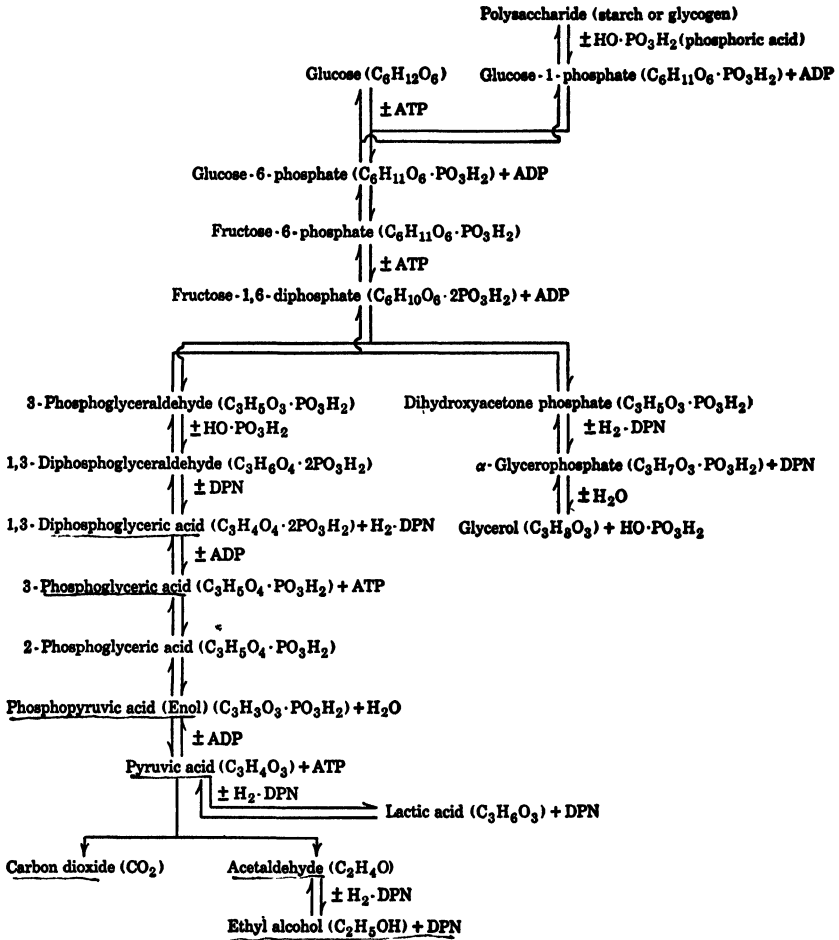 Polysaccharide (starch or glycogen)
±HO·PO₃H₂ (phosphoric acid)
Glucose (C₆H₁₂O₆)
Glucose-1-phosphate (C₆H₁₁O₆·PO₃H₂) + ADP
± ATP
Glucose-6-phosphate (C₆H₁₁O₆·PO₃H₂) + ADP
Fructose-6-phosphate (C₆H₁₁O₆·PO₃H₂)
± ATP
Fructose-1,6-diphosphate (C₆H₁₀O₆·2PO₃H₂) + ADP
3-Phosphoglyceraldehyde (C₃H₅O₃·PO₃H₂)
Dihydroxyacetone phosphate (C₃H₅O₃·PO₃H₂)
±HO·PO₃H₂
± H₂·DPN
1,3-Diphosphoglyceraldehyde (C₃H₆O₄·2PO₃H₂)
α-Glycerophosphate (C₃H₇O₃·PO₃H₂) + DPN
± DPN
± H₂O
1,3-Diphosphoglyceric acid (C₃H₄O₄·2PO₃H₂) + H₂·DPN
Glycerol (C₃H₈O₃) + HO·PO₃H₂
± ADP
3-Phosphoglyceric acid (C₃H₅O₄·PO₃H₂) + ATP
2-Phosphoglyceric acid (C₃H₅O₄·PO₃H₂)
Phosphopyruvic acid (Enol) (C₃H₃O₃·PO₃H₂) + H₂O
± ADP
Pyruvic acid (C₃H₄O₃) + ATP
± H₂·DPN
Lactic acid (C₃H₆O₃) + DPN
Carbon dioxide (CO₂)
Acetaldehyde (C₂H₄O)
± H₂·DPN
Ethyl alcohol (C₂H₅OH) + DPN